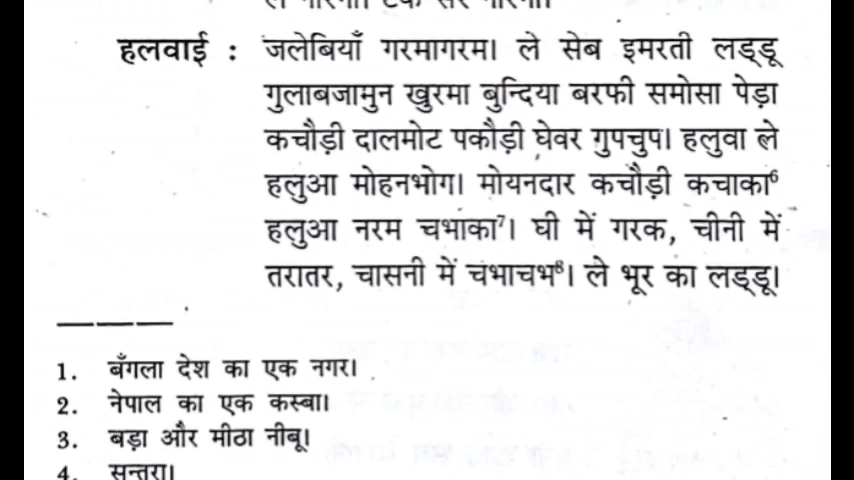 हलवाई : जलेबियाँ गरमागरम। ले सेब इमरती लड्डू
गुलाबजामुन खुरमा बुन्दिया बरफी समोसा पेड़ा
कचौड़ी दालमोट पकौड़ी घेवर गुपचुप। हलुवा ले
हलुआ मोहनभोग। मोयनदार कचौड़ी कचाका⁶
हलुआ नरम चभाका⁷। घी में गरक, चीनी में
तरातर, चासनी में चभाचभ⁸। ले भूर का लड्डू।
1. बँगला देश का एक नगर।
2. नेपाल का एक कस्बा।
3. बड़ा और मीठा नीबू।
4. सन्तरा।